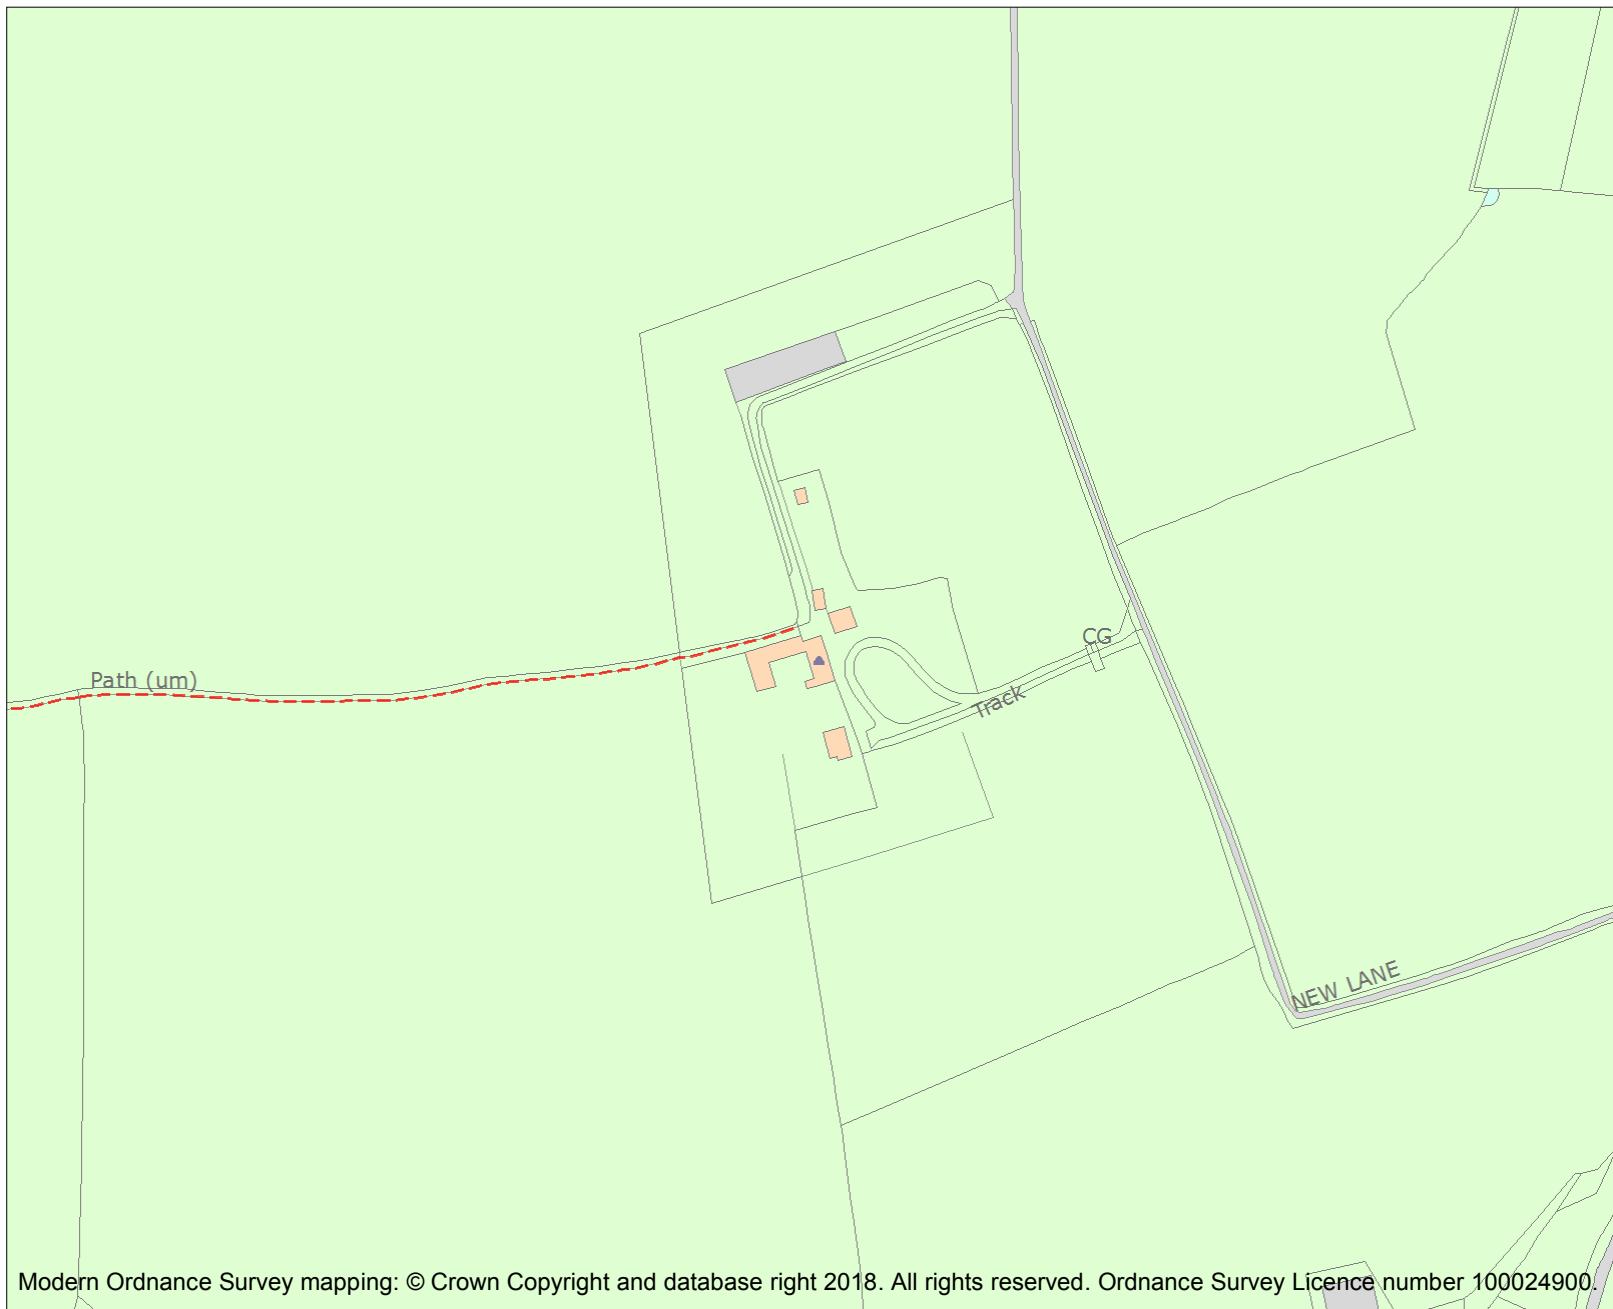 CG
Path (um)
Track
NEW LANE
Modern Ordnance Survey mapping: © Crown Copyright and database right 2018. All rights reserved. Ordnance Survey Licence number 100024900.